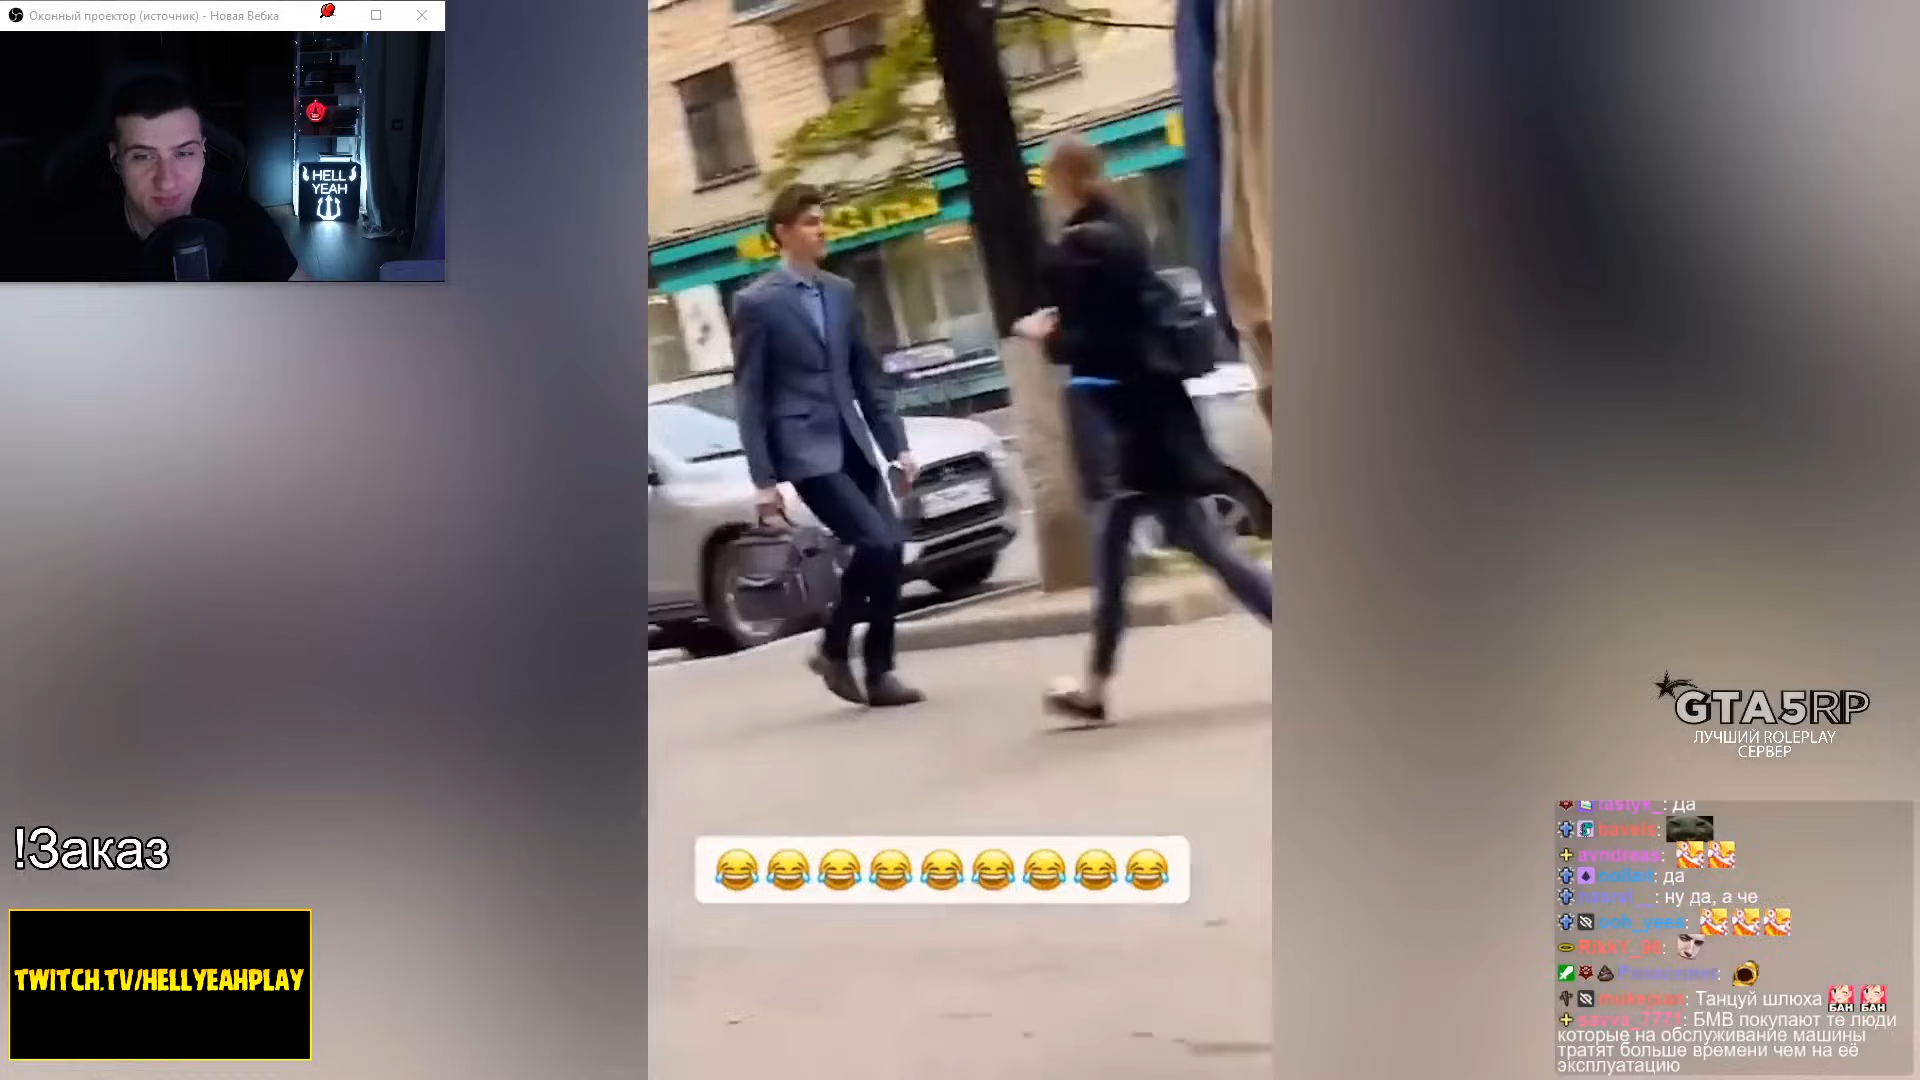 Оконный проектор (источник) - Новая Вебка
HELL
YEAH
!Заказ
TWITCH.TV/HELLYEAHPLAY
GTA5RP
ЛУЧШИЙ ROLEPLAY
СЕРВЕР
: Да
:
:
: да
: ну да, а че
:
:
:
: Танцуй шлюха БАН БАН
: БМВ покупают те люди
которые на обслуживание машины
тратят больше времени чем на её
эксплуатацию